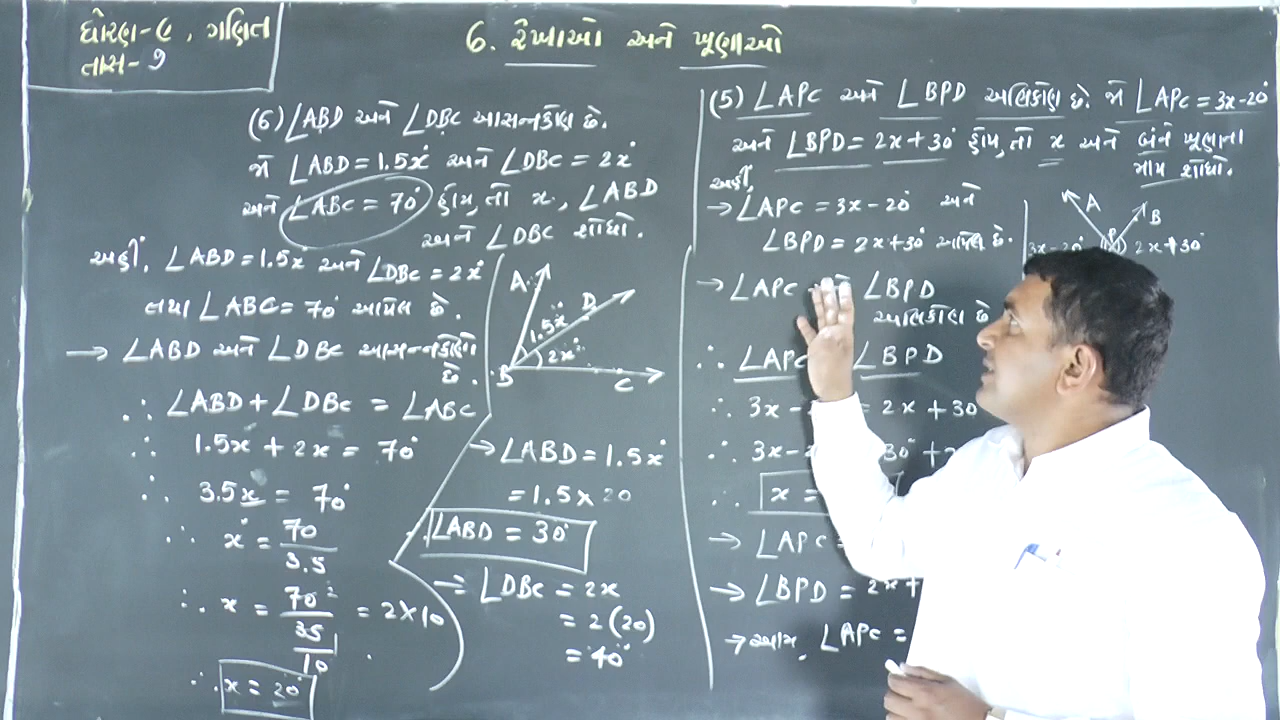 ધોરણ-૯, ગણિત
તાસ-૭
6. રેખાઓ અને ખૂણાઓ
(6) ∠ABD અને ∠DBC આસન્નકોણ છે.
જો ∠ABD = 1.5x° અને ∠DBC = 2x°
અને ∠ABC = 70° હોય, તો x, ∠ABD
અને ∠DBC શોધો.
અહીં, ∠ABD = 1.5x° અને ∠DBC = 2x°
તથા ∠ABC = 70° આપેલ છે.
→ ∠ABD અને ∠DBC આસન્નકોણો
છે.
∴ ∠ABD + ∠DBC = ∠ABC
∴ 1.5x + 2x = 70°
∴ 3.5x = 70°
∴ x° = 70 / 3.5
∴ x = 70 / 35/10 = 2×10
∴ x = 20°
A
D
1.5x°
2x°
B
C
→ ∠ABD = 1.5x°
= 1.5 × 20
∴ ∠ABD = 30°
→ ∠DBC = 2x
= 2(20)
= 40°
(5) ∠APC અને ∠BPD અભિકોણ છે. જો ∠APC = 3x-20°
અને ∠BPD = 2x+30° હોય, તો x અને બંને ખૂણાના
માપ શોધો.
અહીં,
→ ∠APC = 3x-20° અને
∠BPD = 2x+30° આપેલ છે.
A
B
P
3x-20°
2x+30°
→ ∠APC ∠BPD
અભિકોણ છે
∴ ∠APC ∠BPD
∴ 3x- = 2x + 30
∴ 3x- 30°
∴ x =
→ ∠APC =
→ ∠BPD = 2x+
→ આમ, ∠APC =